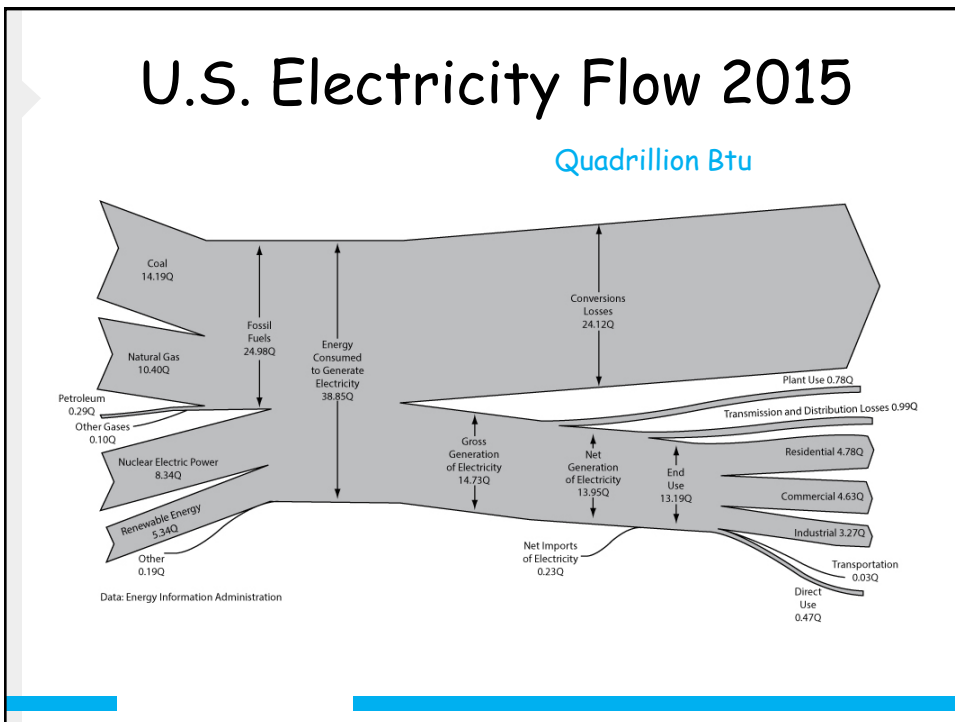 U.S. Electricity Flow 2015
Quadrillion Btu
Coal
14.19Q
Natural Gas
10.40Q
Petroleum
0.29Q
Other Gases
0.10Q
Nuclear Electric Power
8.34Q
Renewable Energy
5.34Q
Other
0.19Q
Fossil
Fuels
24.98Q
Energy
Consumed
to Generate
Electricity
38.85Q
Conversions
Losses
24.12Q
Gross
Generation
of Electricity
14.73Q
Net
Generation
of Electricity
13.95Q
End
Use
13.19Q
Plant Use 0.78Q
Transmission and Distribution Losses 0.99Q
Residential 4.78Q
Commercial 4.63Q
Industrial 3.27Q
Net Imports
of Electricity
0.23Q
Transportation
0.03Q
Direct
Use
0.47Q
Data: Energy Information Administration